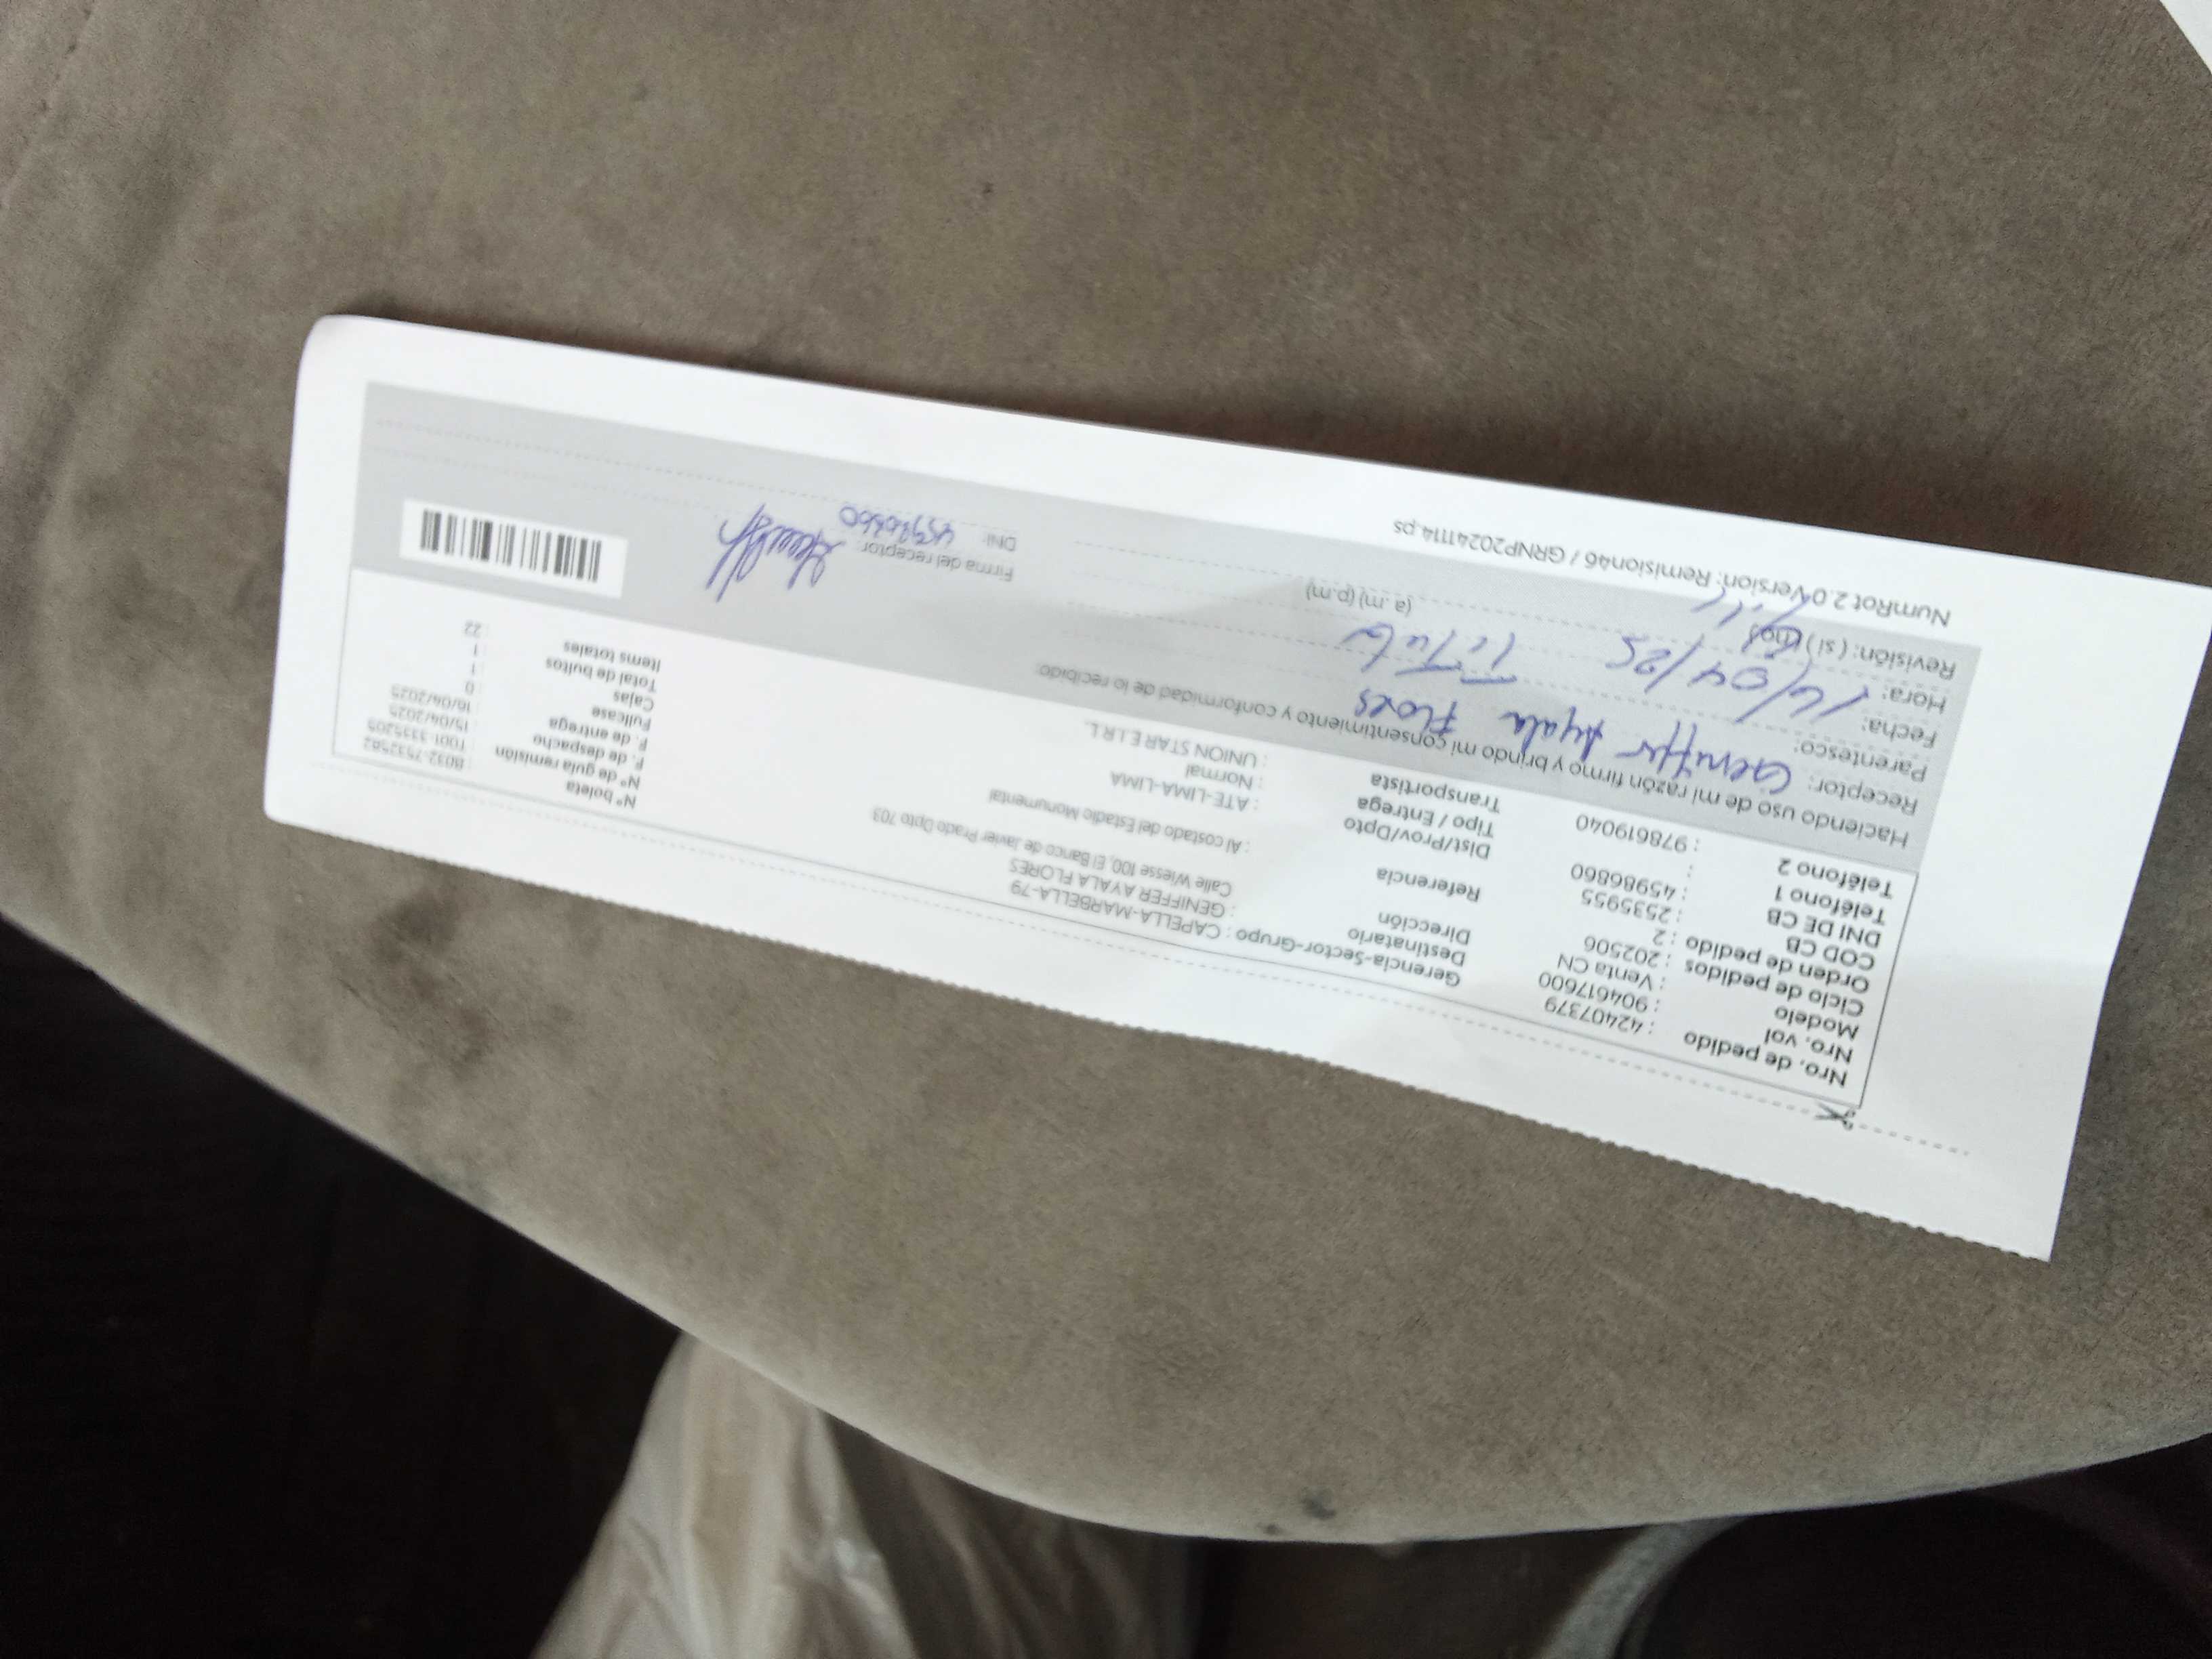 Nro. de pedido : 42407379
Nro. vol : 904617600
Modelo : Venta CN
Ciclo de pedidos : 202506
Orden de pedido : 2
COD CB : 2535955
DNI DE CB : 45986860
Teléfono 1 :
Teléfono 2 : 978619040
Gerencia-Sector-Grupo : CAPELLA-MARBELLA-79
Destinatario : GENIFFER AYALA FLORES
Dirección Calle Wiesse 100, El Banco de Javier Prado Dpto 703
Referencia : Al costado del Estadio Monumental
Dist/Prov/Dpto : ATE-LIMA-LIMA
Tipo / Entrega : Normal
Transportista : UNION STAR E.I.R.L.
N° boleta : B032-7532582
N° de guía remisión : T001-3335205
F. de despacho : 15/04/2025
F. de entrega : 16/04/2025
Fullcase : 0
Cajas : 1
Total de bultos : 1
Items totales : 22
Haciendo uso de mi razón firmo y brindo mi consentimiento y conformidad de lo recibido:
Receptor: Geniffer Ayala Flores
Parentesco: Titular
Fecha: 16/04/25
Hora: (a.m) (p.m)
Revisión: (si) (no)
Firma del receptor:
DNI:
NumRot 2.0 Version: Remision46 / GRNP20241114.ps